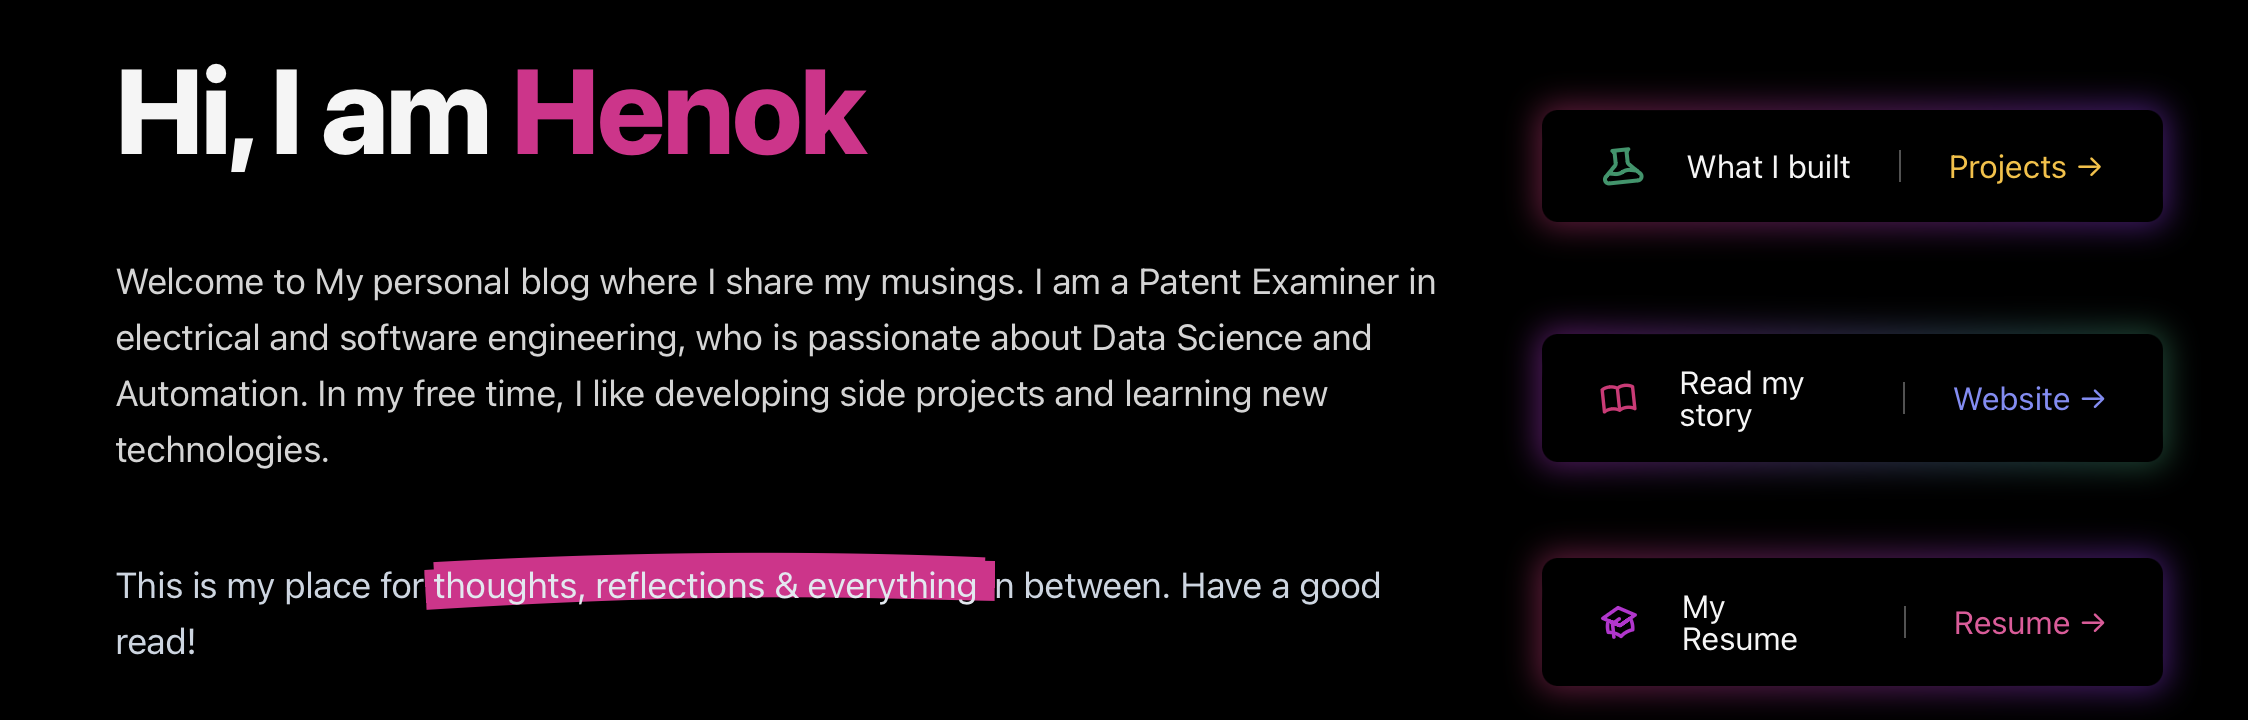 Hi, I am Henok
Welcome to My personal blog where I share my musings. I am a Patent Examiner in
electrical and software engineering, who is passionate about Data Science and
Automation. In my free time, I like developing side projects and learning new
technologies.
This is my place for thoughts, reflections & everything n between. Have a good
read!
What I built | Projects →
Read my
story
Website →
My
Resume
Resume →